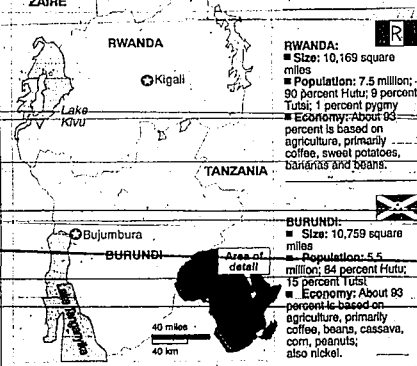 ZAIRE
RWANDA
Kigali
Lake
Kivu
TANZANIA
Bujumbura
BURUNDI
Lake Tanganyika
Area of
detail
40 miles
40 km
R
RWANDA:
■ Size: 10,169 square
miles
■ Population: 7.5 million;
90 percent Hutu; 9 percent
Tutsi; 1 percent pygmy
■ Economy: About 93
percent is based on
agriculture, primarily
coffee, sweet potatoes,
bananas and beans.
BURUNDI:
■ Size: 10,759 square
miles
■ Population: 5.5
million; 84 percent Hutu;
15 percent Tutsi
■ Economy: About 93
percent is based on
agriculture, primarily
coffee, beans, cassava,
corn, peanuts;
also nickel.